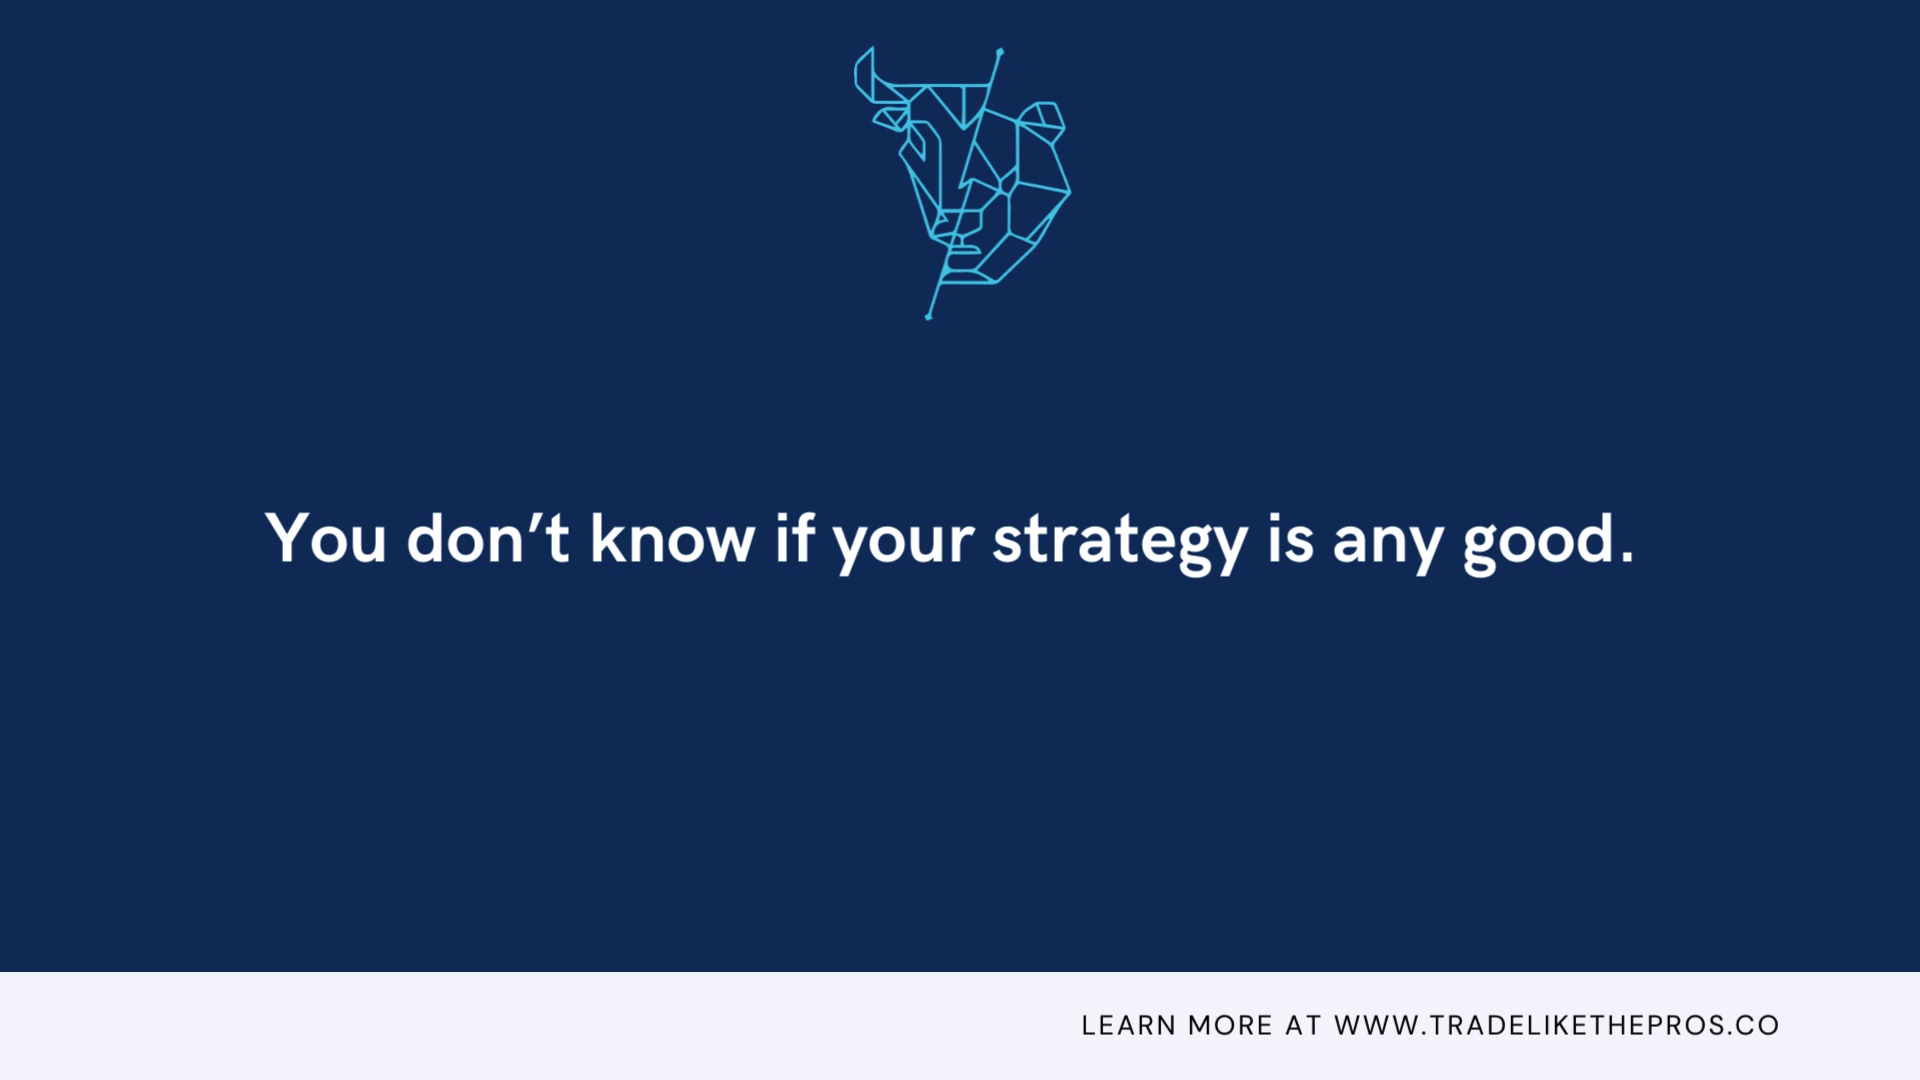 You don’t know if your strategy is any good.
LEARN MORE AT WWW.TRADELIKETHEPROS.CO